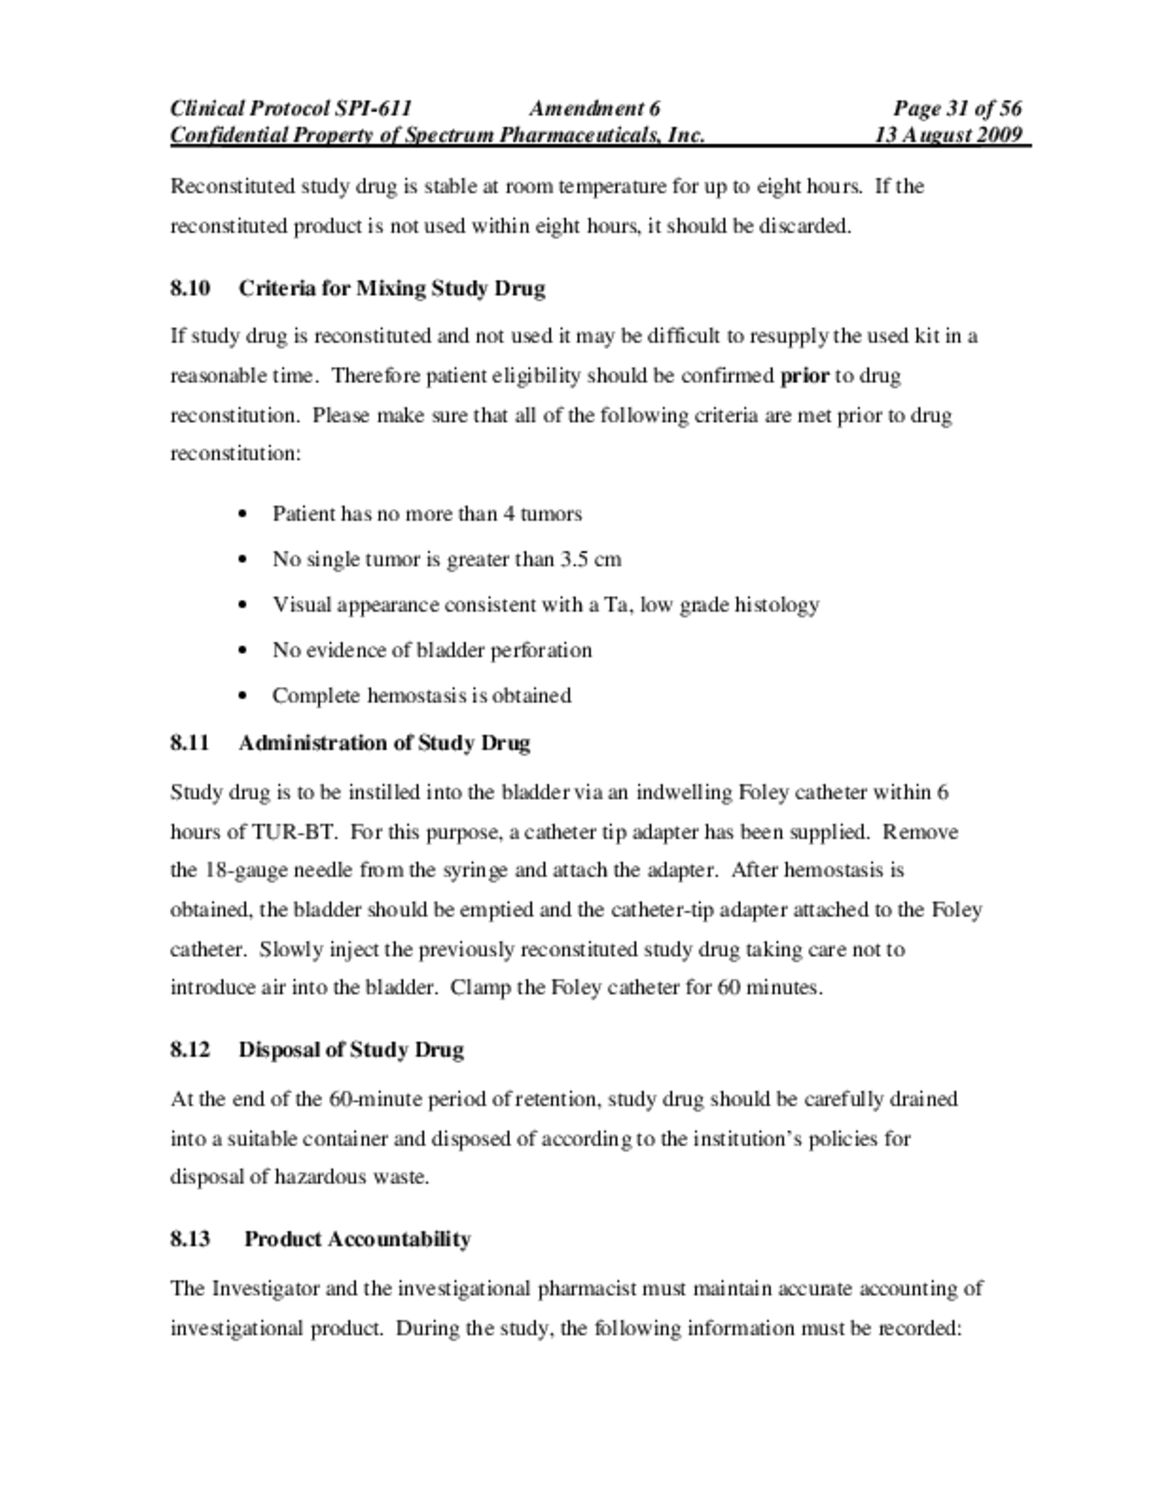 Clinical Protocol SPI-611 Amendment 6 Page 31 of 56
Confidential Property of Spectrum Pharmaceuticals, Inc. 13 August 2009
Reconstituted study drug is stable at room temperature for up to eight hours. If the
reconstituted product is not used within eight hours, it should be discarded.
8.10 Criteria for Mixing Study Drug
If study drug is reconstituted and not used it may be difficult to resupply the used kit in a
reasonable time. Therefore patient eligibility should be confirmed prior to drug
reconstitution. Please make sure that all of the following criteria are met prior to drug
reconstitution:
• Patient has no more than 4 tumors
• No single tumor is greater than 3.5 cm
• Visual appearance consistent with a Ta, low grade histology
• No evidence of bladder perforation
• Complete hemostasis is obtained
8.11 Administration of Study Drug
Study drug is to be instilled into the bladder via an indwelling Foley catheter within 6
hours of TUR-BT. For this purpose, a catheter tip adapter has been supplied. Remove
the 18-gauge needle from the syringe and attach the adapter. After hemostasis is
obtained, the bladder should be emptied and the catheter-tip adapter attached to the Foley
catheter. Slowly inject the previously reconstituted study drug taking care not to
introduce air into the bladder. Clamp the Foley catheter for 60 minutes.
8.12 Disposal of Study Drug
At the end of the 60-minute period of retention, study drug should be carefully drained
into a suitable container and disposed of according to the institution's policies for
disposal of hazardous waste.
8.13 Product Accountability
The Investigator and the investigational pharmacist must maintain accurate accounting of
investigational product. During the study, the following information must be recorded: